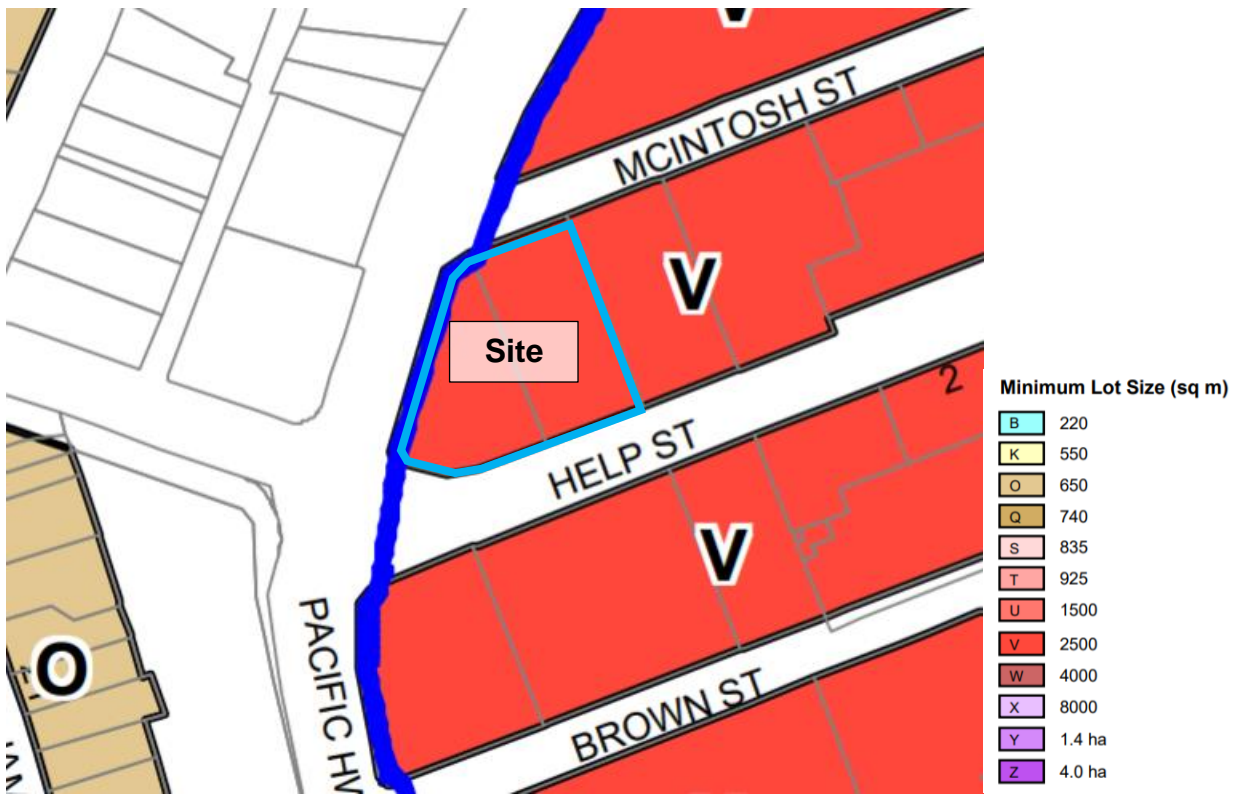 V
MCINTOSH ST
V
Site
2
HELP ST
V
O
PACIFIC HW
BROWN ST
Minimum Lot Size (sq m)
B 220
K 550
O 650
Q 740
S 835
T 925
U 1500
V 2500
W 4000
X 8000
Y 1.4 ha
Z 4.0 ha